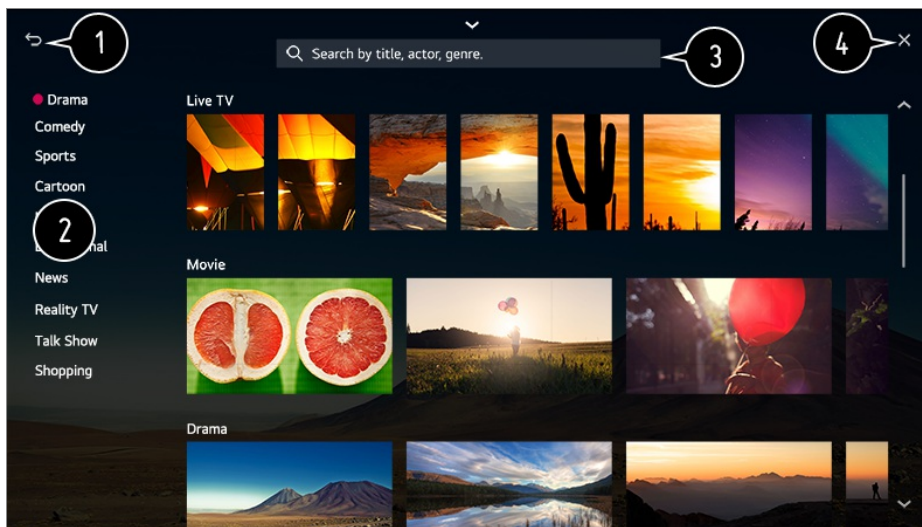 1
3
4
Search by title, actor, genre.
Drama
Comedy
Sports
Cartoon
2
News
Reality TV
Talk Show
Shopping
Live TV
Movie
Drama